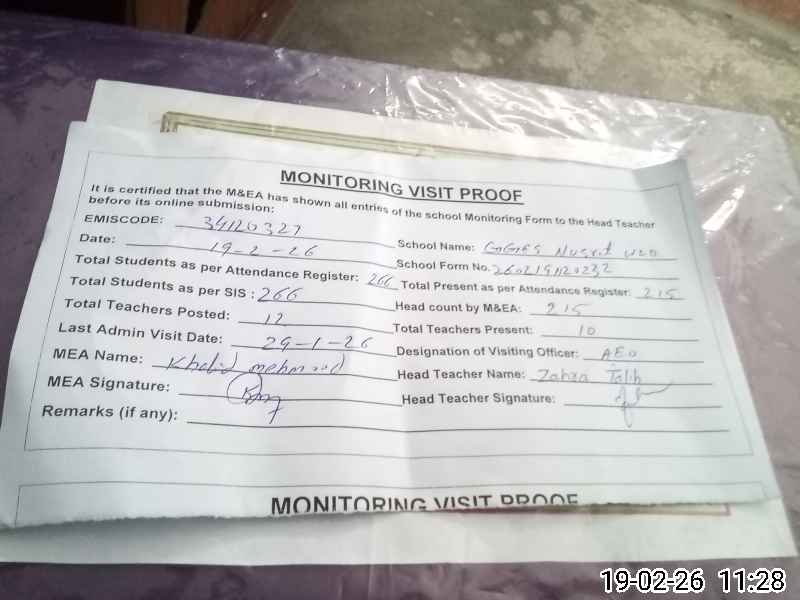 MONITORING VISIT PROOF
It is certified that the M&EA has shown all entries of the school Monitoring Form to the Head Teacher
before its online submission:
EMISCODE: 34120327
School Name: GGES Nusrat
Date: 19-2-26
School Form No.
Total Students as per Attendance Register: 266 Total Present as per Attendance Register: 215
Total Students as per SIS : 266
Head count by M&EA: 215
Total Teachers Posted: 12
Total Teachers Present: 10
Last Admin Visit Date: 29-1-26
Designation of Visiting Officer: AEO
MEA Name: Khalid mehmood
Head Teacher Name:
MEA Signature:
Head Teacher Signature:
Remarks (if any):
MONITORING VISIT PROOF
19-02-26 11:28